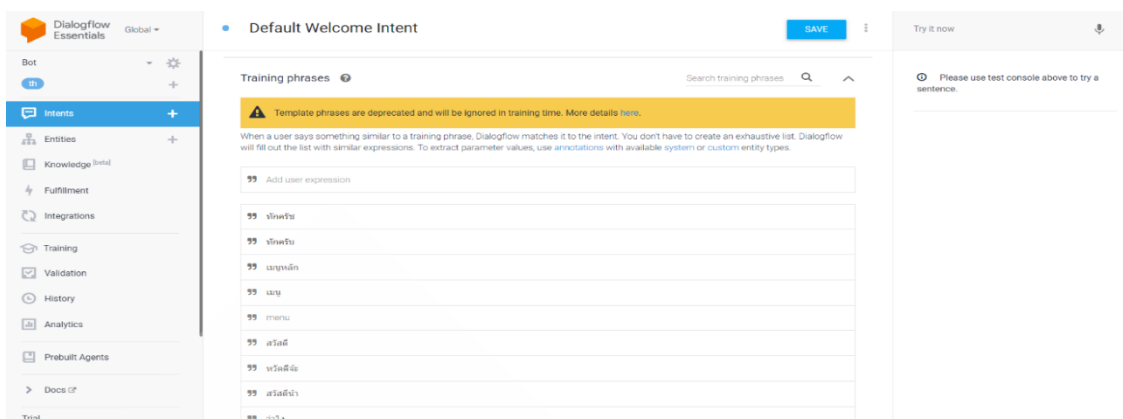 Dialogflow
Essentials
Global
Default Welcome Intent
SAVE
Try it now
Bot
th
Intents
Entities
Knowledge [beta]
Fulfillment
Integrations
Training
Validation
History
Analytics
Prebuilt Agents
Docs
Trial
Training phrases
Search training phrases
Template phrases are deprecated and will be ignored in training time. More details here.
When a user says something similar to a training phrase, Dialogflow matches it to the intent. You don't have to create an exhaustive list. Dialogflow
will fill out the list with similar expressions. To extract parameter values, use annotations with available system or custom entity types.
Add user expression
ทักครัช
ทักครับ
เมนูหลัก
เมนู
menu
สวัสดี
หวัดดีจ้ะ
สวัสดีน้า
Please use test console above to try a
sentence.